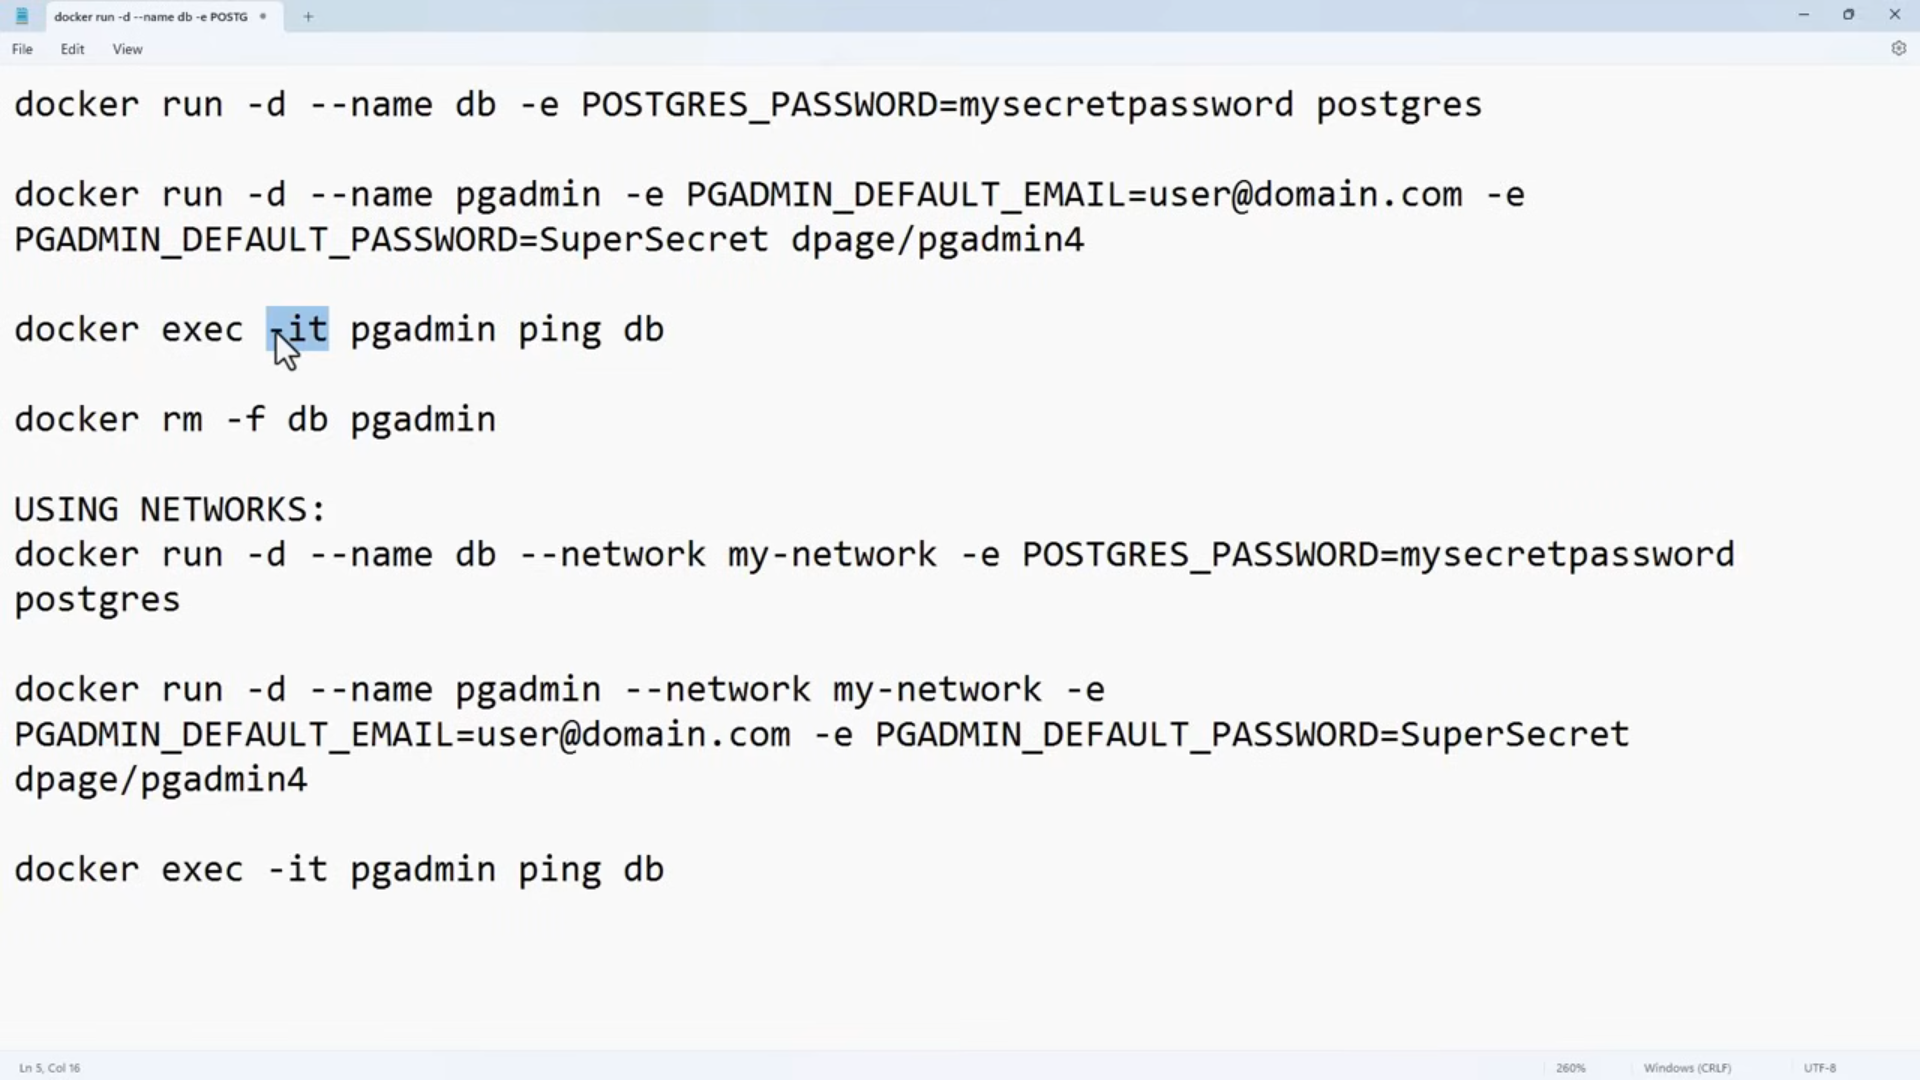 docker run -d --name db -e POSTG
File Edit View
docker run -d --name db -e POSTGRES_PASSWORD=mysecretpassword postgres
docker run -d --name pgadmin -e PGADMIN_DEFAULT_EMAIL=user@domain.com -e
PGADMIN_DEFAULT_PASSWORD=SuperSecret dpage/pgadmin4
docker exec -it pgadmin ping db
docker rm -f db pgadmin
USING NETWORKS:
docker run -d --name db --network my-network -e POSTGRES_PASSWORD=mysecretpassword
postgres
docker run -d --name pgadmin --network my-network -e
PGADMIN_DEFAULT_EMAIL=user@domain.com -e PGADMIN_DEFAULT_PASSWORD=SuperSecret
dpage/pgadmin4
docker exec -it pgadmin ping db
Ln 5, Col 16 260% Windows (CRLF) UTF-8